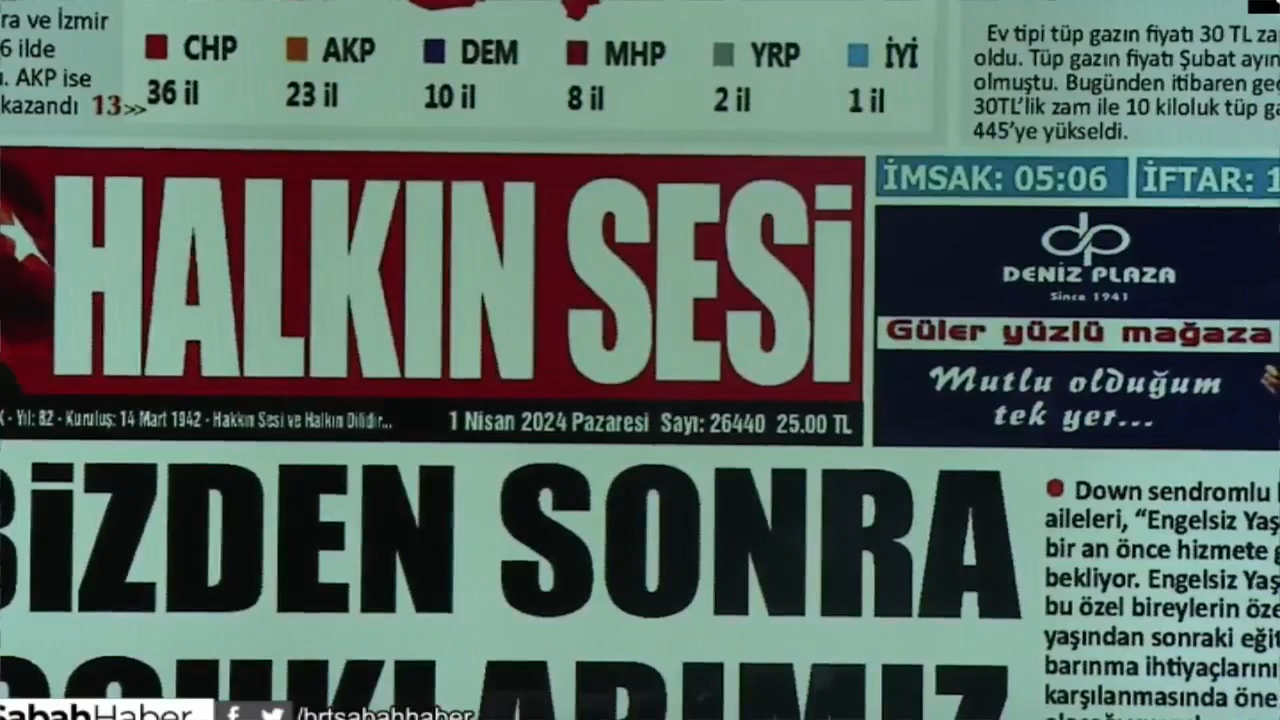 ra ve İzmir
6 ilde
. AKP ise
kazandı 13>>
CHP AKP DEM MHP YRP İYİ
36 il 23 il 10 il 8 il 2 il 1 il
Ev tipi tüp gazın fiyatı 30 TL za
oldu. Tüp gazın fiyatı Şubat ayın
olmuştu. Bugünden itibaren geç
30TL'lik zam ile 10 kiloluk tüp ga
445'ye yükseldi.
HALKIN SESİ
İMSAK: 05:06 İFTAR: 1
dp
DENİZ PLAZA
Since 1941
Güler yüzlü mağaza
Mutlu olduğum
tek yer...
- Yıl: 82 - Kuruluş: 14 Mart 1942 - Hakkın Sesi ve Halkın Dilidir... 1 Nisan 2024 Pazaresi Sayı: 26440 25.00 TL
BİZDEN SONRA
Down sendromlu
aileleri, “Engelsiz Yaş
bir an önce hizmete g
bekliyor. Engelsiz Yaş
bu özel bireylerin öze
yaşından sonraki eğit
barınma ihtiyaçlarını
karşılanmasında öne
SabahHaber f /brtsabahhaber